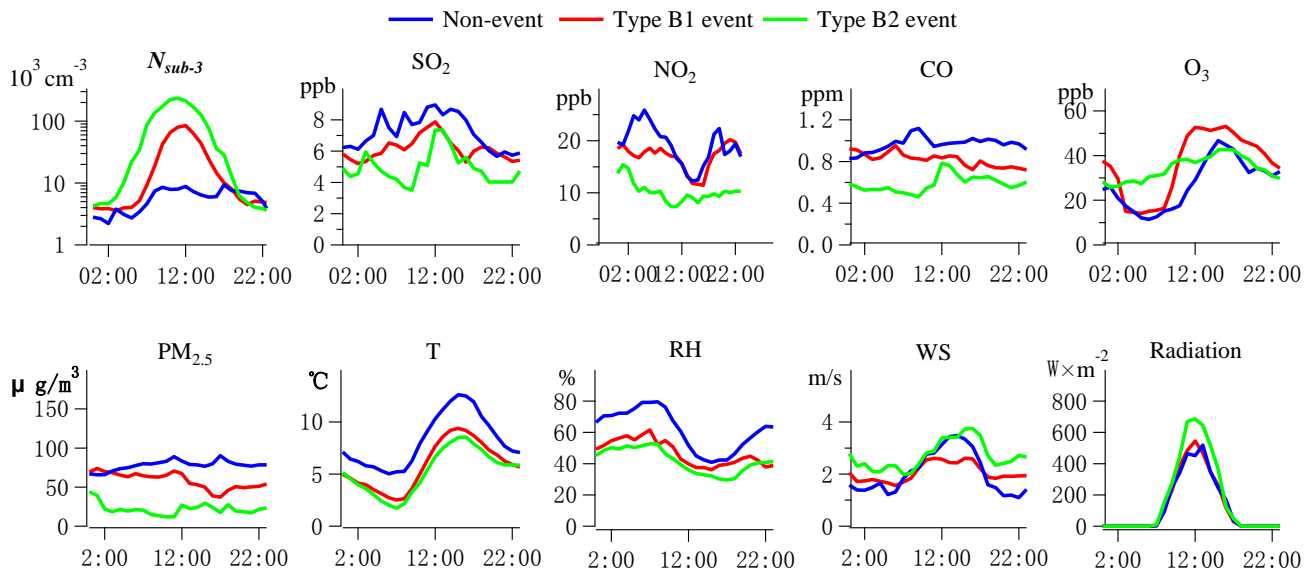 Non-event Type B1 event Type B2 event
N_sub-3
10³ cm⁻³
100
10
1
02:00 12:00 22:00
SO₂
ppb
8
6
4
2
0
02:00 12:00 22:00
NO₂
ppb
20
10
0
02:00 12:00 22:00
CO
ppm
1.2
0.8
0.4
0.0
02:00 12:00 22:00
O₃
ppb
60
40
20
0
02:00 12:00 22:00
PM₂.₅
μ g/m³
150
100
50
0
2:00 12:00 22:00
T
℃
10
5
0
2:00 12:00 22:00
RH
%
80
60
40
20
0
2:00 12:00 22:00
WS
m/s
4
2
0
2:00 12:00 22:00
Radiation
W×m⁻²
800
600
400
200
0
2:00 12:00 22:00